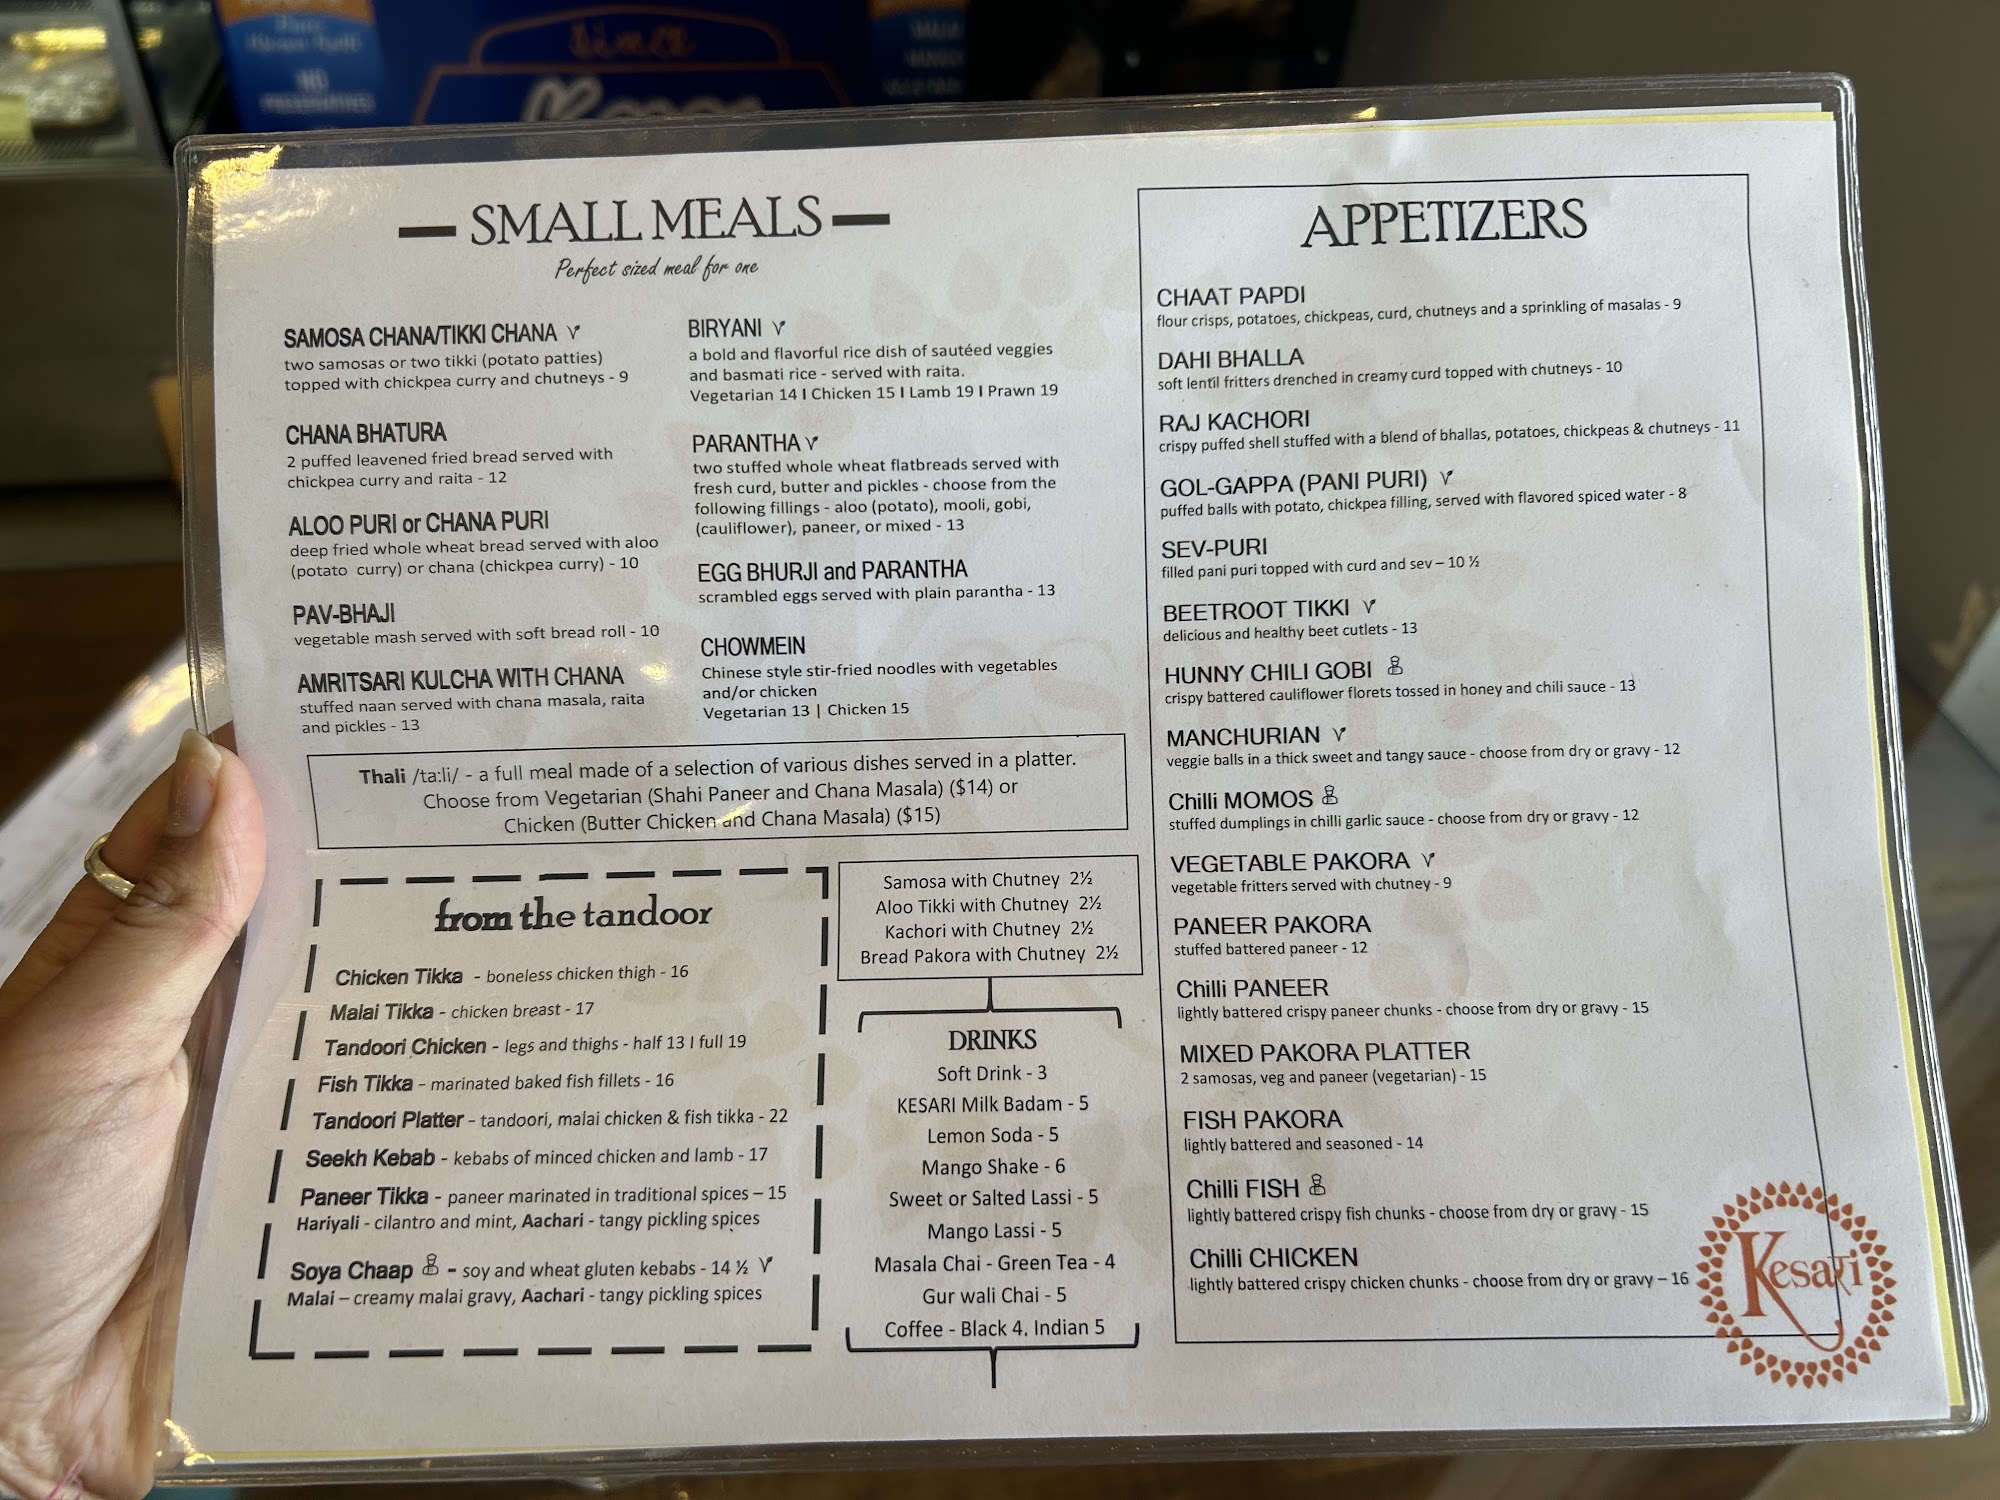 Since
NO
SMALL MEALS
Perfect sized meal for one
SAMOSA CHANA/TIKKI CHANA
two samosas or two tikki (potato patties)
topped with chickpea curry and chutneys - 9
CHANA BHATURA
2 puffed leavened fried bread served with
chickpea curry and raita - 12
ALOO PURI or CHANA PURI
deep fried whole wheat bread served with aloo
(potato curry) or chana (chickpea curry) - 10
PAV-BHAJI
vegetable mash served with soft bread roll - 10
AMRITSARI KULCHA WITH CHANA
stuffed naan served with chana masala, raita
and pickles - 13
BIRYANI
a bold and flavorful rice dish of sautéed veggies
and basmati rice - served with raita.
Vegetarian 14 I Chicken 15 I Lamb 19 I Prawn 19
PARANTHA
two stuffed whole wheat flatbreads served with
fresh curd, butter and pickles - choose from the
following fillings - aloo (potato), mooli, gobi,
(cauliflower), paneer, or mixed - 13
EGG BHURJI and PARANTHA
scrambled eggs served with plain parantha - 13
CHOWMEIN
Chinese style stir-fried noodles with vegetables
and/or chicken
Vegetarian 13 | Chicken 15
Thali /ta:li/ - a full meal made of a selection of various dishes served in a platter.
Choose from Vegetarian (Shahi Paneer and Chana Masala) ($14) or
Chicken (Butter Chicken and Chana Masala) ($15)
from the tandoor
Chicken Tikka - boneless chicken thigh - 16
Malai Tikka - chicken breast - 17
Tandoori Chicken - legs and thighs - half 13 I full 19
Fish Tikka - marinated baked fish fillets - 16
Tandoori Platter - tandoori, malai chicken & fish tikka - 22
Seekh Kebab - kebabs of minced chicken and lamb - 17
Paneer Tikka - paneer marinated in traditional spices – 15
Hariyali - cilantro and mint, Aachari - tangy pickling spices
Soya Chaap - soy and wheat gluten kebabs - 14 ½
Malai – creamy malai gravy, Aachari - tangy pickling spices
Samosa with Chutney 2½
Aloo Tikki with Chutney 2½
Kachori with Chutney 2½
Bread Pakora with Chutney 2½
DRINKS
Soft Drink - 3
KESARI Milk Badam - 5
Lemon Soda - 5
Mango Shake - 6
Sweet or Salted Lassi - 5
Mango Lassi - 5
Masala Chai - Green Tea - 4
Gur wali Chai - 5
Coffee - Black 4, Indian 5
APPETIZERS
CHAAT PAPDI
flour crisps, potatoes, chickpeas, curd, chutneys and a sprinkling of masalas - 9
DAHI BHALLA
soft lentil fritters drenched in creamy curd topped with chutneys - 10
RAJ KACHORI
crispy puffed shell stuffed with a blend of bhallas, potatoes, chickpeas & chutneys - 11
GOL-GAPPA (PANI PURI)
puffed balls with potato, chickpea filling, served with flavored spiced water - 8
SEV-PURI
filled pani puri topped with curd and sev – 10 ½
BEETROOT TIKKI
delicious and healthy beet cutlets - 13
HUNNY CHILI GOBI
crispy battered cauliflower florets tossed in honey and chili sauce - 13
MANCHURIAN
veggie balls in a thick sweet and tangy sauce - choose from dry or gravy - 12
Chilli MOMOS
stuffed dumplings in chilli garlic sauce - choose from dry or gravy - 12
VEGETABLE PAKORA
vegetable fritters served with chutney - 9
PANEER PAKORA
stuffed battered paneer - 12
Chilli PANEER
lightly battered crispy paneer chunks - choose from dry or gravy - 15
MIXED PAKORA PLATTER
2 samosas, veg and paneer (vegetarian) - 15
FISH PAKORA
lightly battered and seasoned - 14
Chilli FISH
lightly battered crispy fish chunks - choose from dry or gravy - 15
Chilli CHICKEN
lightly battered crispy chicken chunks - choose from dry or gravy – 16
Kesari